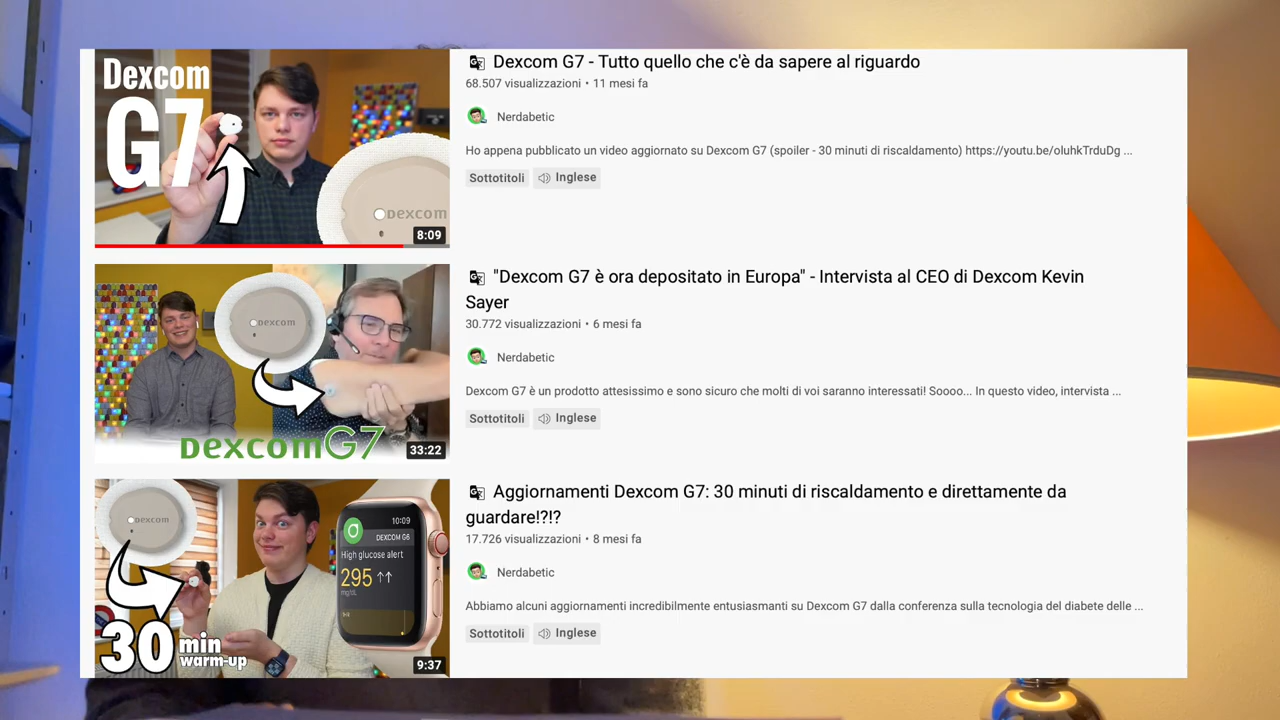 Dexcom
G7
DEXCOM
8:09
Dexcom G7 - Tutto quello che c'è da sapere al riguardo
68.507 visualizzazioni • 11 mesi fa
Nerdabetic
Ho appena pubblicato un video aggiornato su Dexcom G7 (spoiler - 30 minuti di riscaldamento) https://youtu.be/oluhkTrduDg ...
Sottotitoli
Inglese
DEXCOM
DEXCOMG7
33:22
"Dexcom G7 è ora depositato in Europa" - Intervista al CEO di Dexcom Kevin
Sayer
30.772 visualizzazioni • 6 mesi fa
Nerdabetic
Dexcom G7 è un prodotto attesissimo e sono sicuro che molti di voi saranno interessati! Soooo... In questo video, intervista ...
Sottotitoli
Inglese
DEXCOM
10:09
DEXCOM G6
High glucose alert
295
mg/dL
30 min
warm-up
9:37
Aggiornamenti Dexcom G7: 30 minuti di riscaldamento e direttamente da
guardare!?!?
17.726 visualizzazioni • 8 mesi fa
Nerdabetic
Abbiamo alcuni aggiornamenti incredibilmente entusiasmanti su Dexcom G7 dalla conferenza sulla tecnologia del diabete delle ...
Sottotitoli
Inglese